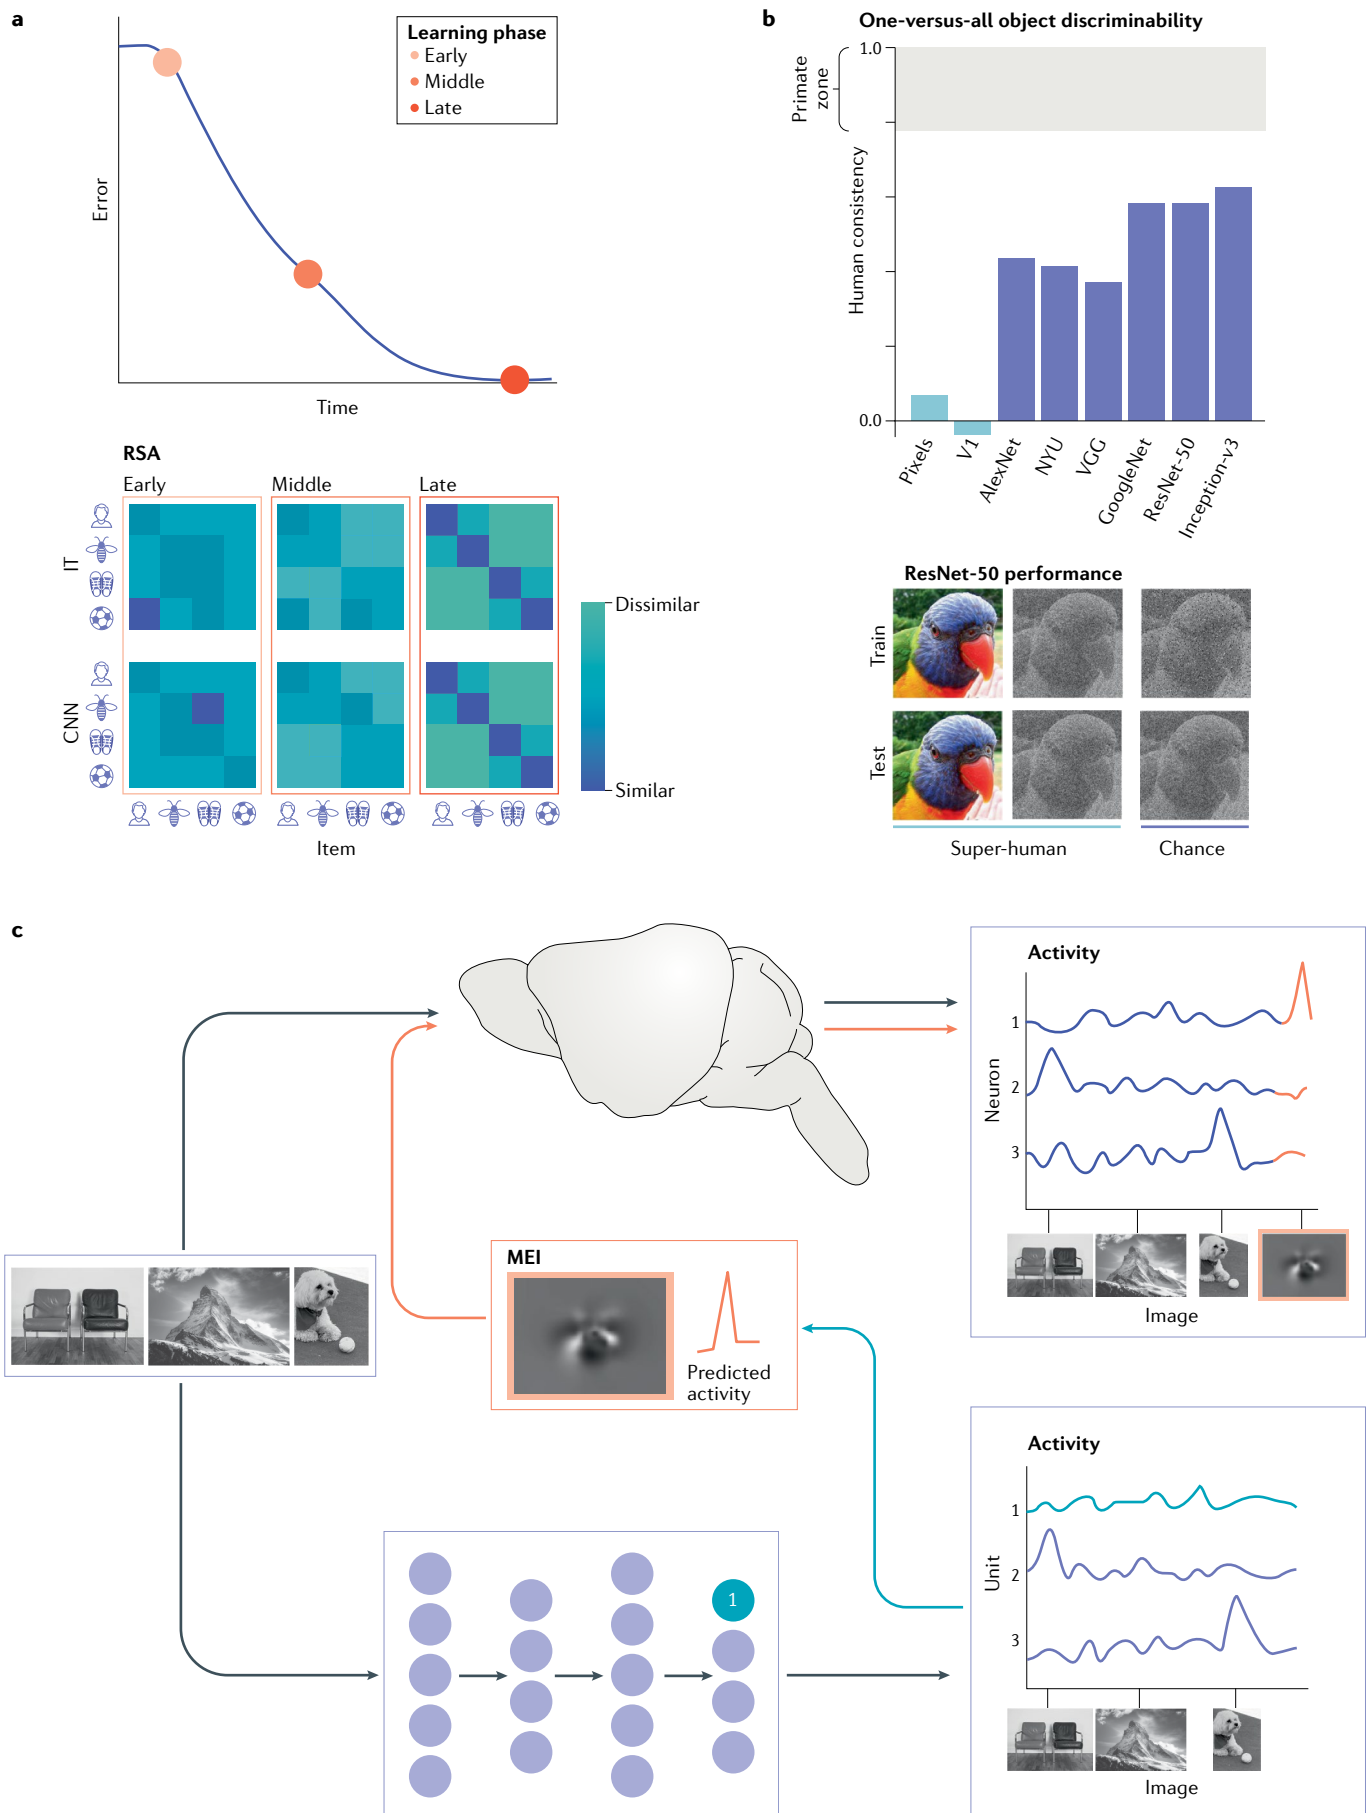 a
Learning phase
Early
Middle
Late
Error
Time
RSA
Early
Middle
Late
IT
CNN
Dissimilar
Similar
Item
b
One-versus-all object discriminability
1.0
Primate
zone
Human consistency
0.0
Pixels
V1
AlexNet
NYU
VGG
GoogleNet
ResNet-50
Inception-v3
ResNet-50 performance
Train
Test
Super-human
Chance
c
Activity
Neuron
1
2
3
Image
MEI
Predicted
activity
Activity
Unit
1
2
3
Image
1